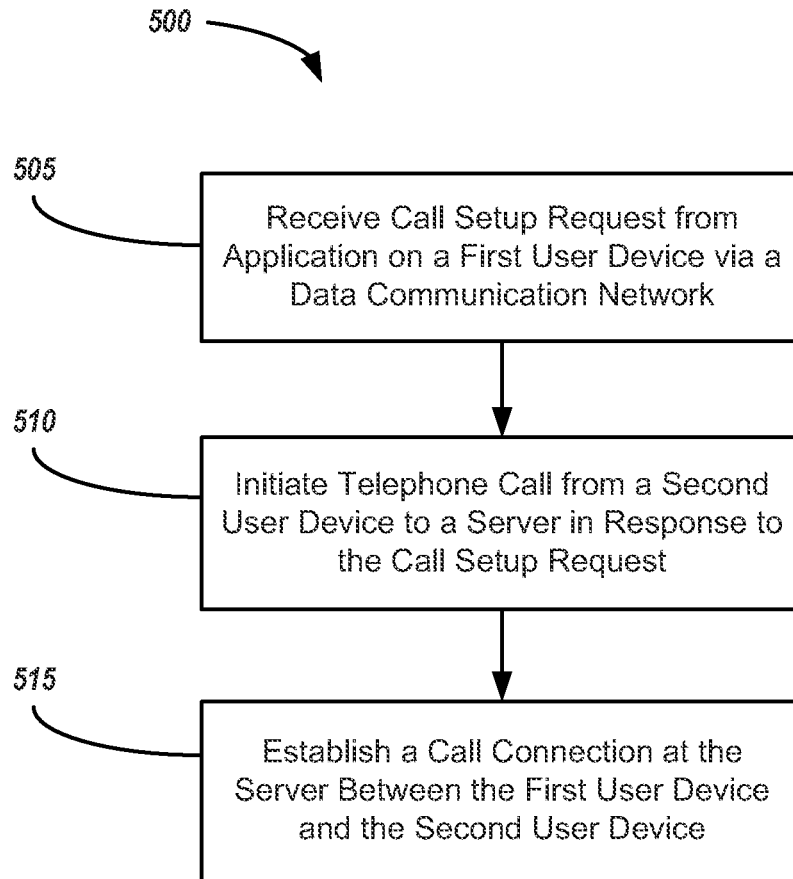 500
505
Receive Call Setup Request from
Application on a First User Device via a
Data Communication Network
510
Initiate Telephone Call from a Second
User Device to a Server in Response to
the Call Setup Request
515
Establish a Call Connection at the
Server Between the First User Device
and the Second User Device